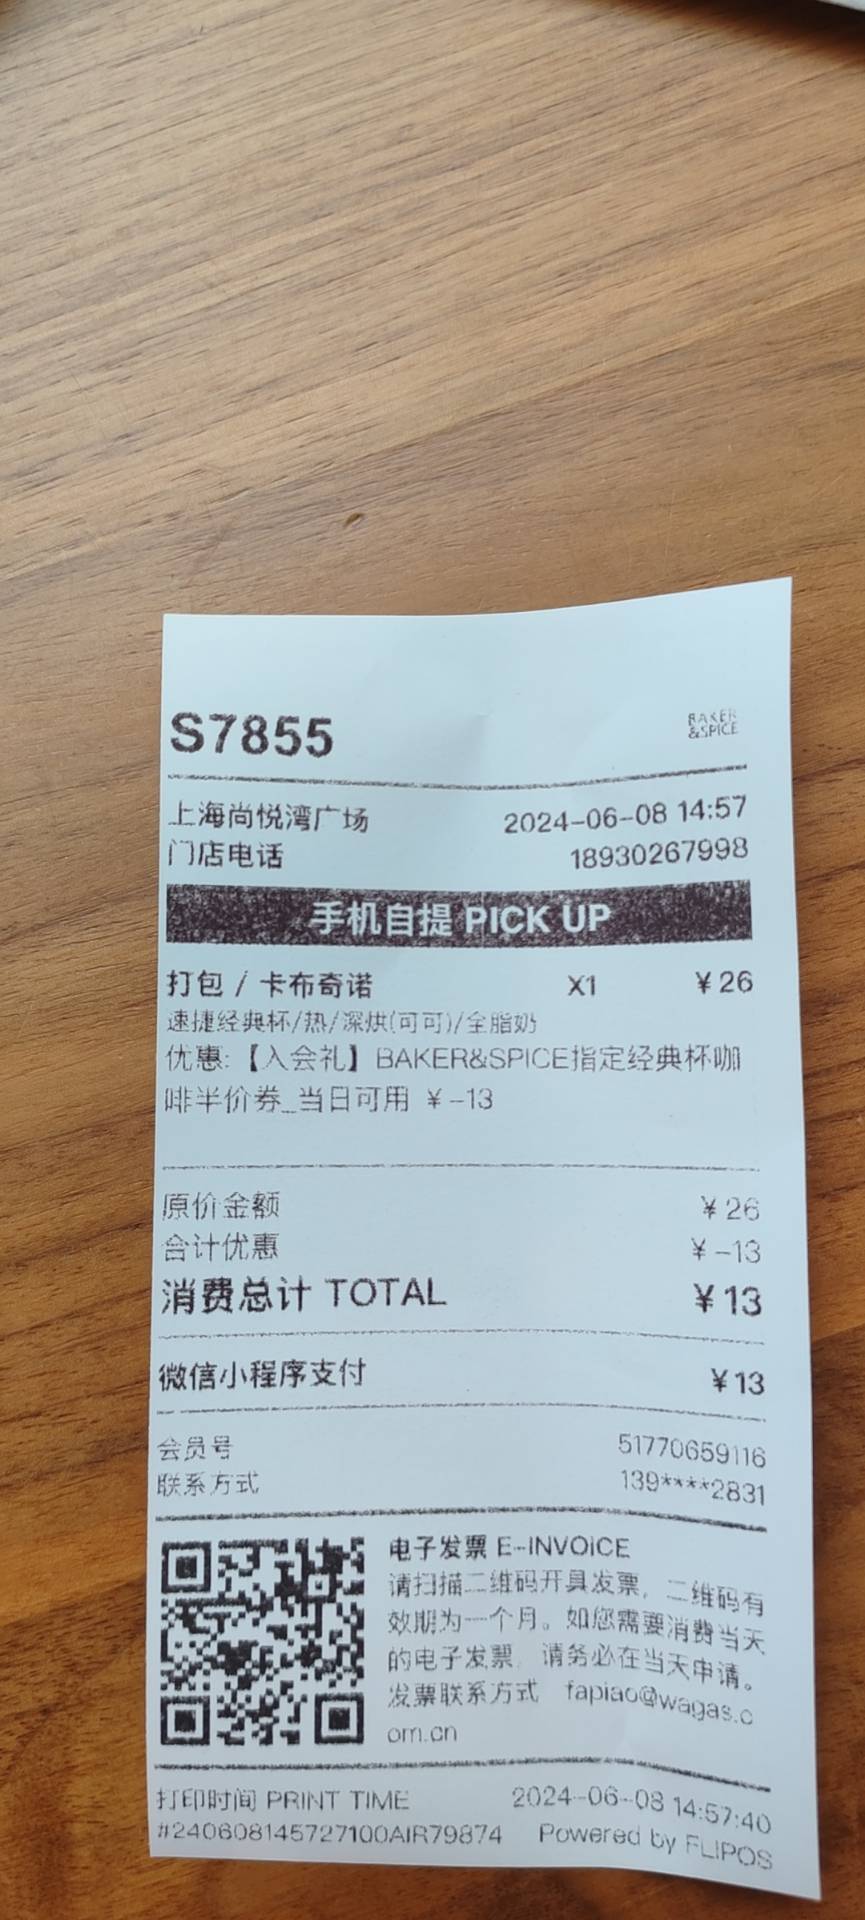 S7855
BAKER
&SPICE
上海尚悦湾广场 2024-06-08 14:57
门店电话 18930267998
手机自提 PICK UP
打包 / 卡布奇诺 X1 ¥26
速捷经典杯/热/深烘(可可)/全脂奶
优惠:【入会礼】BAKER&SPICE指定经典杯咖
啡半价券_当日可用 ¥-13
原价金额 ¥26
合计优惠 ¥-13
消费总计 TOTAL ¥13
微信小程序支付 ¥13
会员号 51770659116
联系方式 139****2831
电子发票 E-INVOICE
请扫描二维码开具发票，二维码有
效期为一个月。如您需要消费当天
的电子发票，请务必在当天申请。
发票联系方式 fapiao@wagas.c
om.cn
打印时间 PRINT TIME 2024-06-08 14:57:40
#240608145727100AIR79874 Powered by FLIPOS